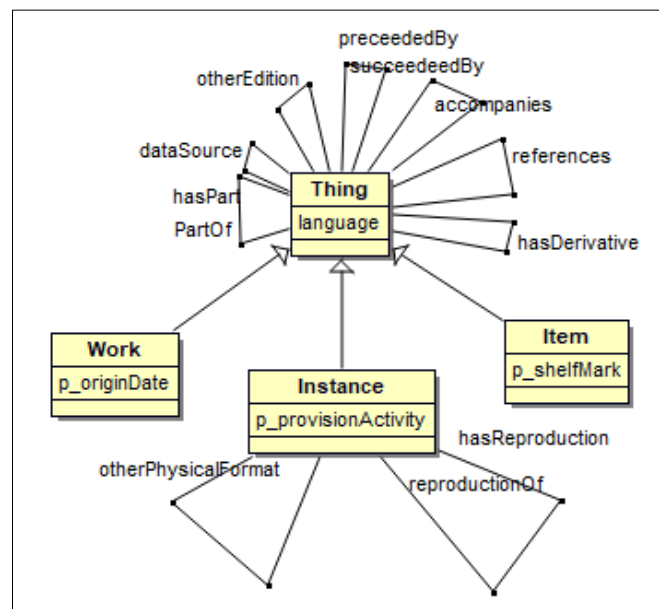 preceededBy
succeedeedBy
otherEdition
accompanies
dataSource
references
hasPart
Thing
PartOf
language
hasDerivative
Work
p_originDate
Item
p_shelfMark
Instance
p_provisionActivity
hasReproduction
otherPhysicalFormat
reproductionOf